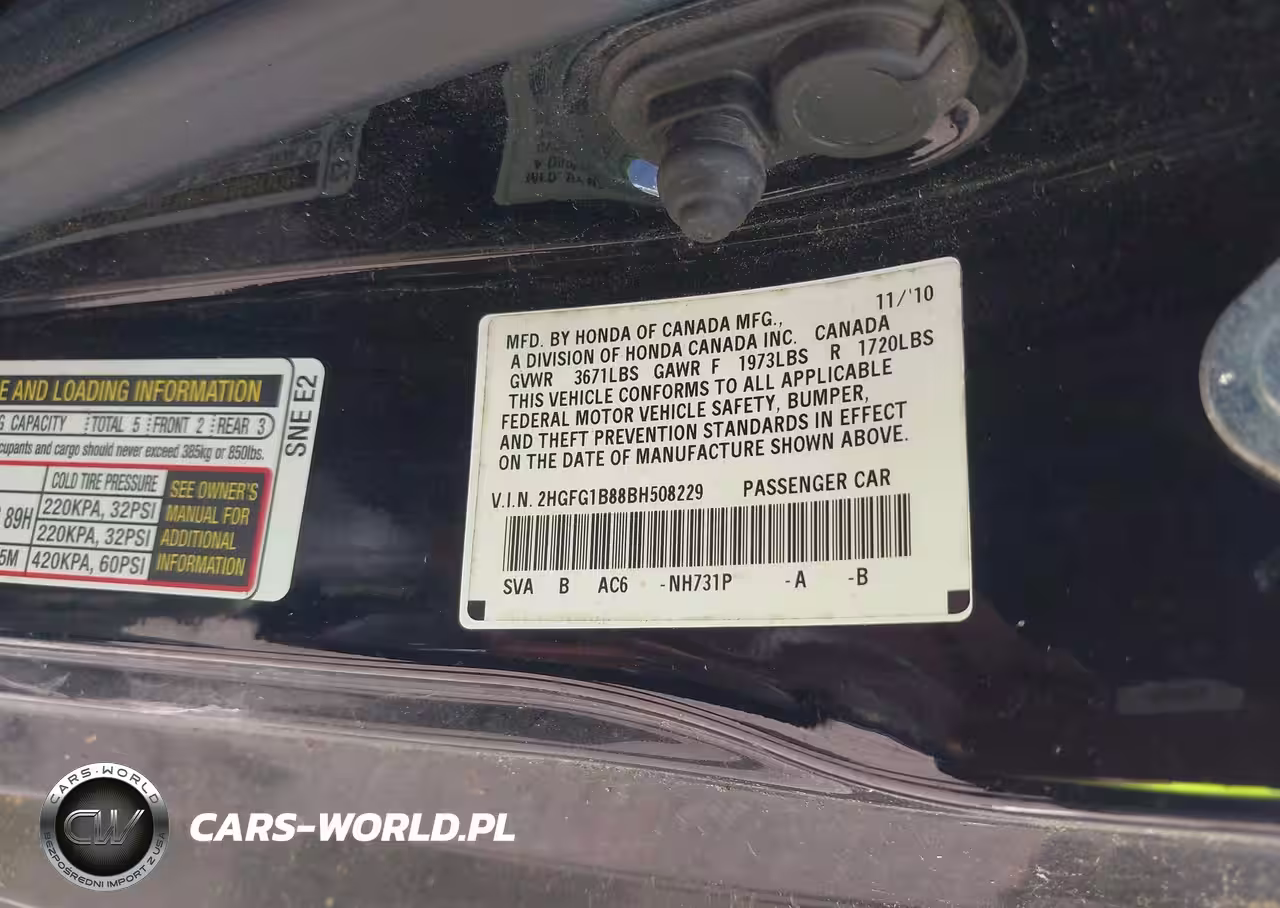 11/'10
MFD. BY HONDA OF CANADA MFG.,
A DIVISION OF HONDA CANADA INC. CANADA
GVWR 3671LBS GAWR F 1973LBS R 1720LBS
THIS VEHICLE CONFORMS TO ALL APPLICABLE
FEDERAL MOTOR VEHICLE SAFETY, BUMPER,
AND THEFT PREVENTION STANDARDS IN EFFECT
ON THE DATE OF MANUFACTURE SHOWN ABOVE.
V.I.N. 2HGFG1B88BH508229 PASSENGER CAR
SVA B AC6 -NH731P -A -B
E AND LOADING INFORMATION
G CAPACITY TOTAL 5 FRONT 2 REAR 3
cupants and cargo should never exceed 385kg or 850lbs.
COLD TIRE PRESSURE
89H 220KPA, 32PSI
220KPA, 32PSI
5M 420KPA, 60PSI
SEE OWNER'S
MANUAL FOR
ADDITIONAL
INFORMATION
SNE E2
CARS-WORLD
CW
BEZPOŚREDNI IMPORT Z USA
CARS-WORLD.PL